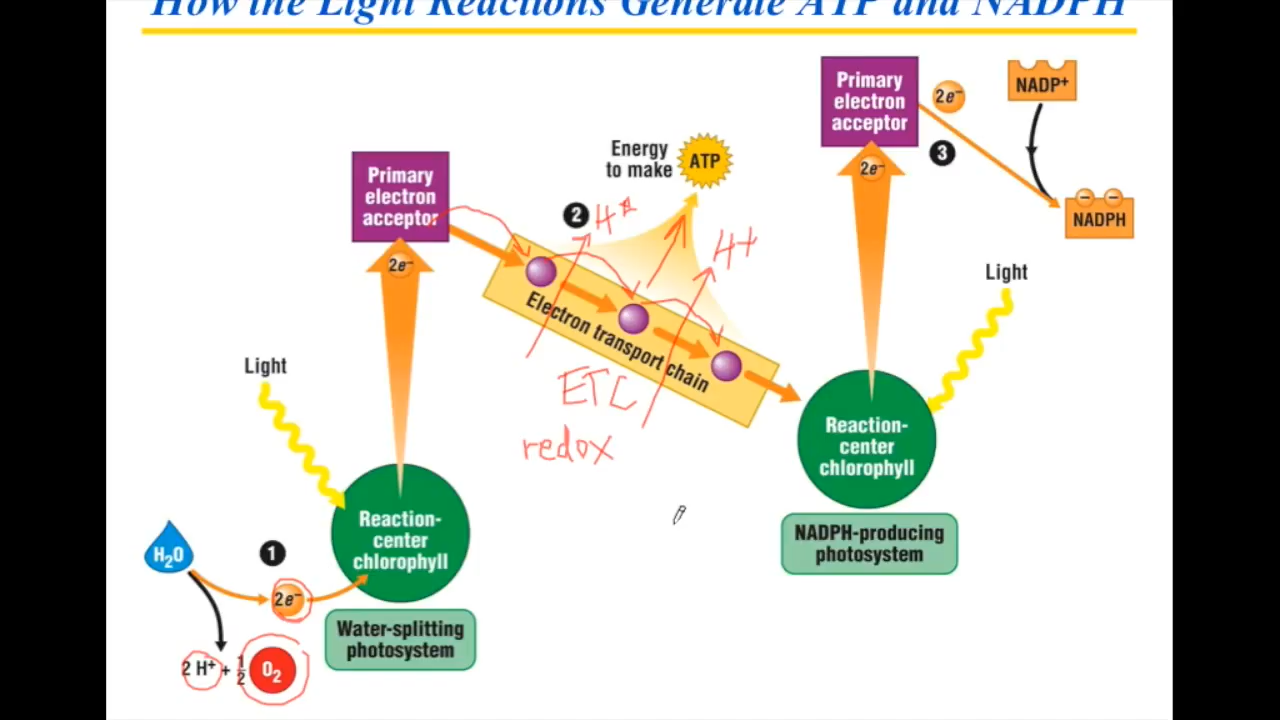 How the Light Reactions Generate ATP and NADPH
Primary
electron
acceptor
2e⁻
NADP⁺
3
2e⁻
NADPH
Energy
to make
ATP
Primary
electron
acceptor
2
H⁺
H+
2e⁻
Electron transport chain
ETC
redox
Light
Light
Reaction-
center
chlorophyll
NADPH-producing
photosystem
Reaction-
center
chlorophyll
H₂O
1
2e⁻
Water-splitting
photosystem
2 H⁺ + 1/2 O₂